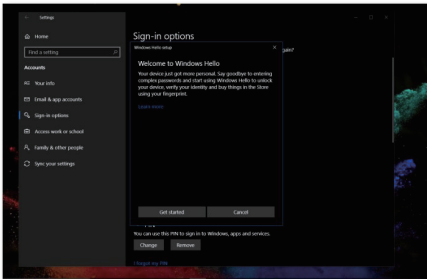 Settings
Home
Find a setting
Accounts
Your info
Email & app accounts
Sign-in options
Access work or school
Family & other people
Sync your settings
Sign-in options
Windows Hello setup
Welcome to Windows Hello
Your device just got more personal. Say goodbye to entering
complex passwords and start using Windows Hello to unlock
your device, verify your identity and buy things in the Store
using your fingerprint.
Learn more
Get started
Cancel
You can use this PIN to sign in to Windows, apps and services.
Change
Remove
I forgot my PIN